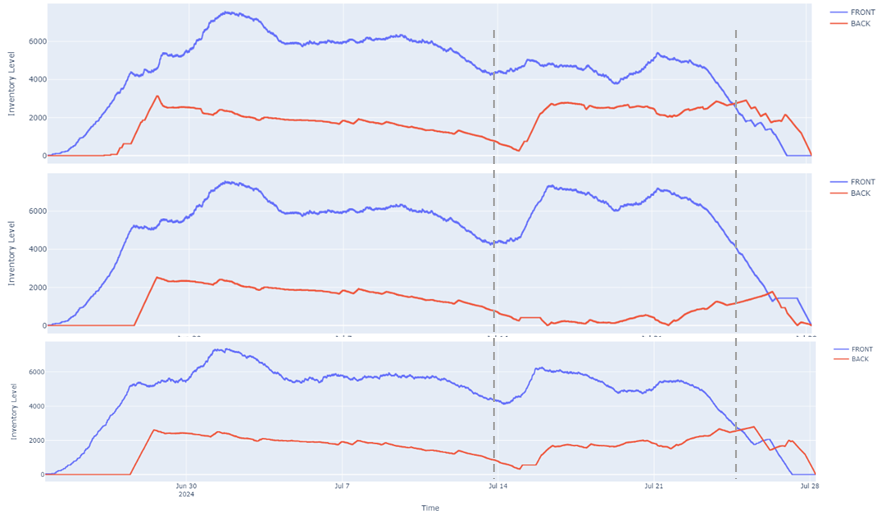 FRONT
BACK
Inventory Level
6000
4000
2000
0
FRONT
BACK
Inventory Level
6000
4000
2000
0
FRONT
BACK
Inventory Level
6000
4000
2000
0
Jun 30
2024
Jul 7
Jul 14
Jul 21
Jul 28
Time